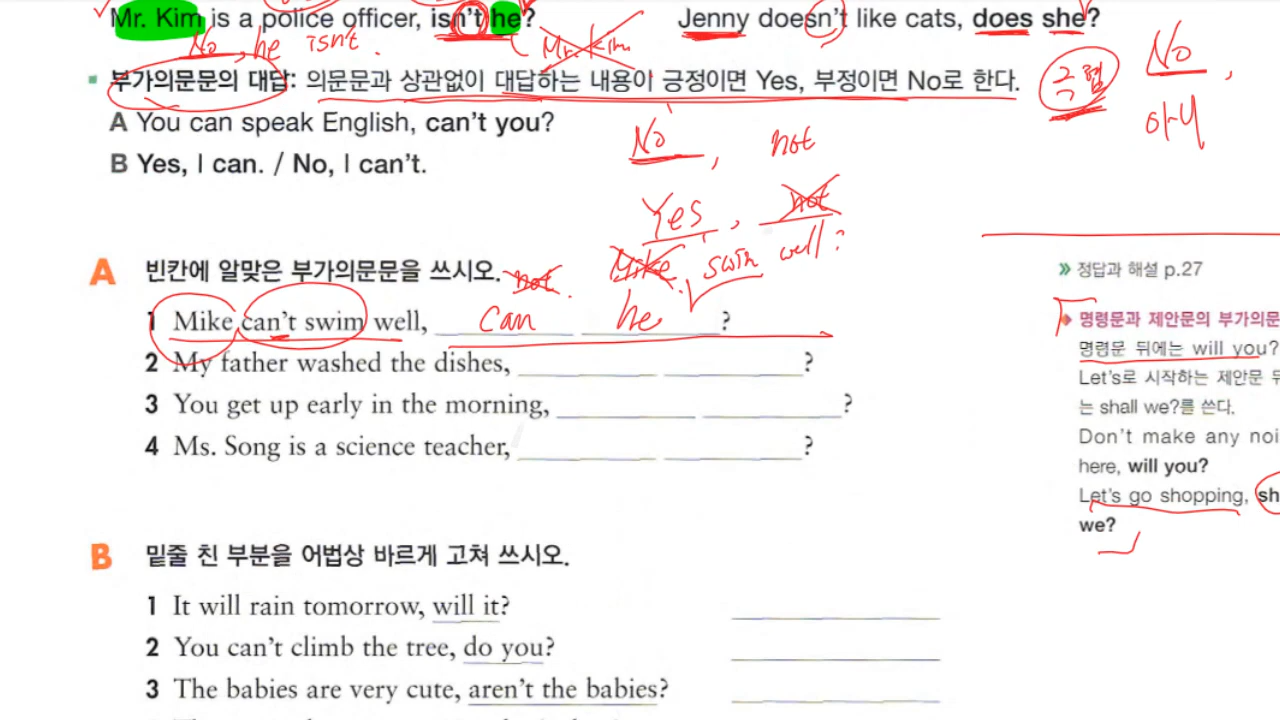 Mr. Kim is a police officer, isn't he?
Jenny doesn't like cats, does she?
No, he isn't.
Mr. Kim
부가의문문의 대답: 의문문과 상관없이 대답하는 내용이 긍정이면 Yes, 부정이면 No로 한다.
No,
아니
A You can speak English, can't you?
No, not
B Yes, I can. / No, I can't.
Yes, not
A 빈칸에 알맞은 부가의문문을 쓰시오.
not Mike swim well?
1 Mike can't swim well, can he ?
2 My father washed the dishes, ?
3 You get up early in the morning, ?
4 Ms. Song is a science teacher, ?
» 정답과 해설 p.27
명령문과 제안문의 부가의문
명령문 뒤에는 will you?
Let's로 시작하는 제안문 뒤
는 shall we?를 쓴다.
Don't make any noi
here, will you?
Let's go shopping, sh
we?
B 밑줄 친 부분을 어법상 바르게 고쳐 쓰시오.
1 It will rain tomorrow, will it?
2 You can't climb the tree, do you?
3 The babies are very cute, aren't the babies?